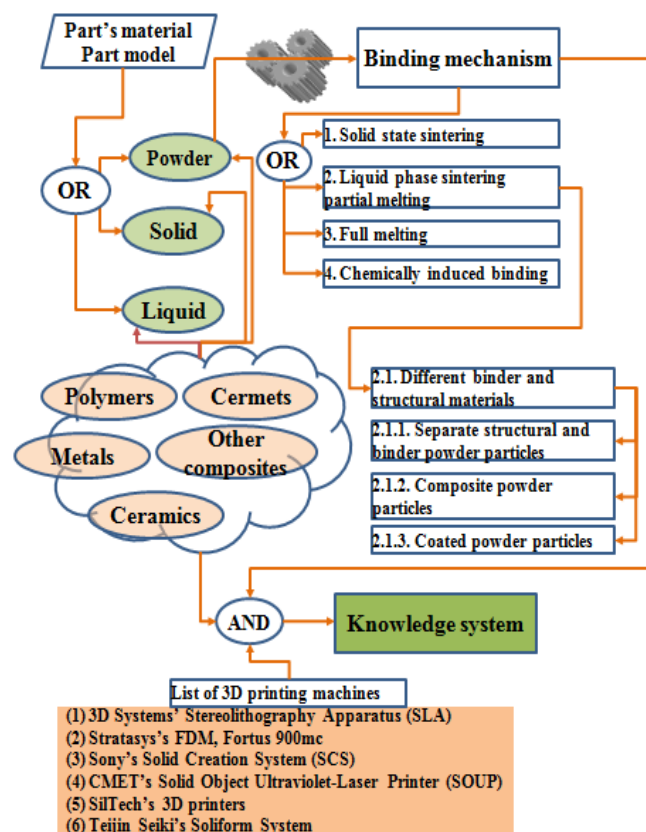 Part's material
Part model
Binding mechanism
Powder
OR
Solid
Liquid
OR
1. Solid state sintering
2. Liquid phase sintering
partial melting
3. Full melting
4. Chemically induced binding
Polymers
Cermets
Metals
Other
composites
Ceramics
2.1. Different binder and
structural materials
2.1.1. Separate structural and
binder powder particles
2.1.2. Composite powder
particles
2.1.3. Coated powder particles
AND
Knowledge system
List of 3D printing machines
(1) 3D Systems' Stereolithography Apparatus (SLA)
(2) Stratasys's FDM, Fortus 900mc
(3) Sony's Solid Creation System (SCS)
(4) CMET's Solid Object Ultraviolet-Laser Printer (SOUP)
(5) SilTech's 3D printers
(6) Teijin Seiki's Soliform System